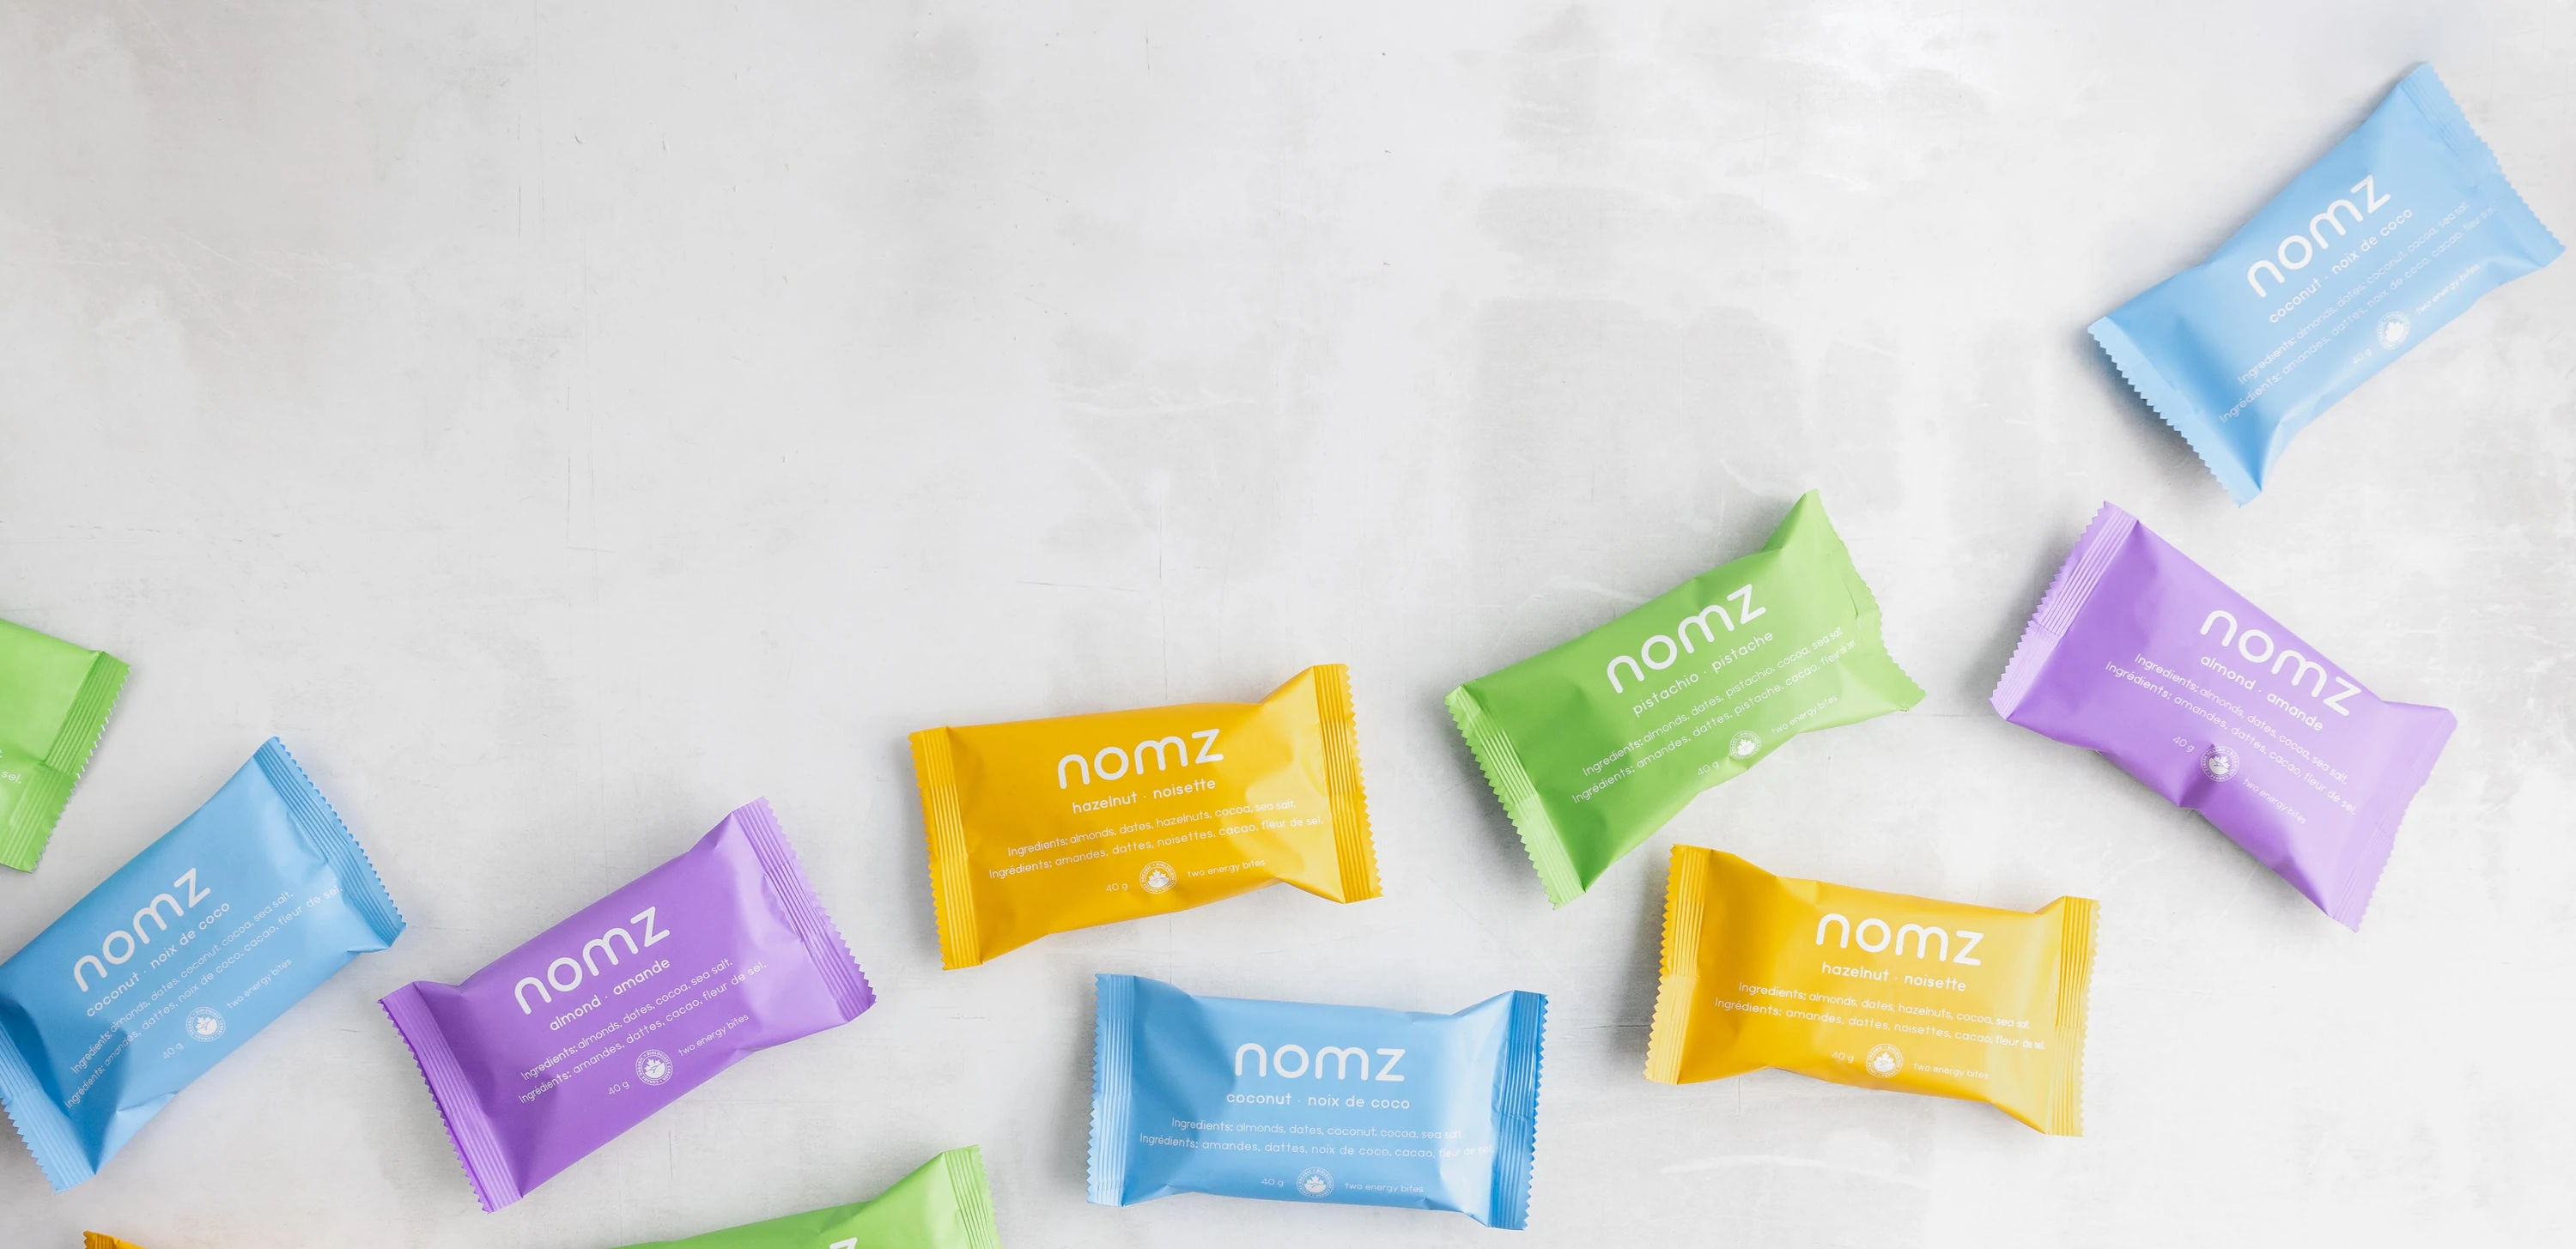 nomz
coconut · noix de coco
Ingredients: almonds, dates, coconut, cocoa, sea salt.
Ingrédients: amandes, dattes, noix de coco, cacao, fleur
40 g two energy bites
nomz
pistachio · pistache
Ingredients: almonds, dates, pistachio, cocoa, sea salt.
Ingrédients: amandes, dattes, pistache, cacao, fleur de sel.
40 g two energy bites
nomz
almond · amande
Ingredients: almonds, dates, cocoa, sea salt.
Ingrédients: amandes, dattes, cacao, fleur de sel.
40 g two energy bites
nomz
hazelnut · noisette
Ingredients: almonds, dates, hazelnuts, cocoa, sea salt.
Ingrédients: amandes, dattes, noisettes, cacao, fleur de sel.
40 g two energy bites
sel.
nomz
coconut · noix de coco
Ingredients: almonds, dates, coconut, cocoa, sea salt.
Ingrédients: amandes, dattes, noix de coco, cacao, fleur de sel.
40 g two energy bites
nomz
almond · amande
Ingredients: almonds, dates, cocoa, sea salt.
Ingrédients: amandes, dattes, cacao, fleur de sel.
40 g two energy bites
nomz
hazelnut · noisette
Ingredients: almonds, dates, hazelnuts, cocoa, sea salt.
Ingrédients: amandes, dattes, noisettes, cacao, fleur de sel.
40 g two energy bites
nomz
coconut · noix de coco
Ingredients: almonds, dates, coconut, cocoa, sea salt.
Ingrédients: amandes, dattes, noix de coco, cacao, fleur de sel.
40 g two energy bites
z